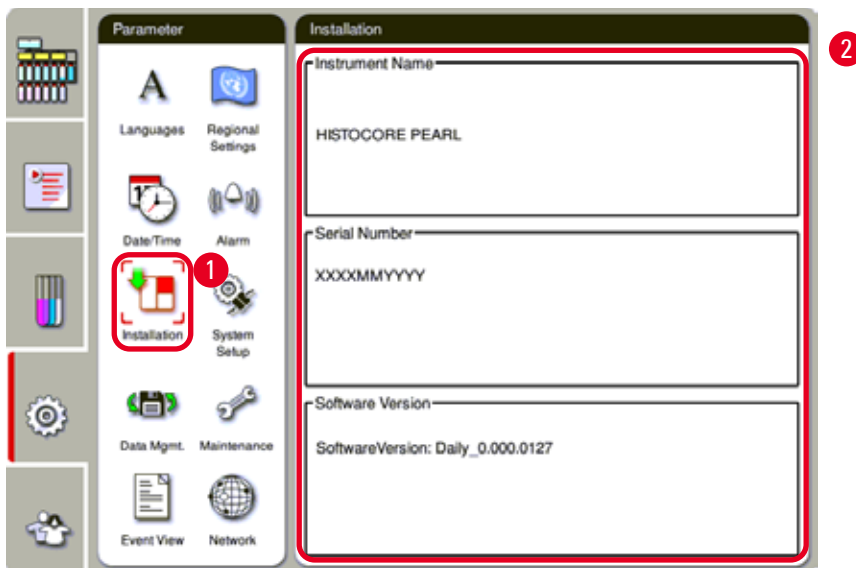 Parameter
Installation
Instrument Name
HISTOCORE PEARL
Serial Number
XXXXMMYYYY
Software Version
SoftwareVersion: Daily_0.000.0127
A
Languages
Regional
Settings
Date/Time
Alarm
Installation
System
Setup
Data Mgmt.
Maintenance
Event View
Network
1
2